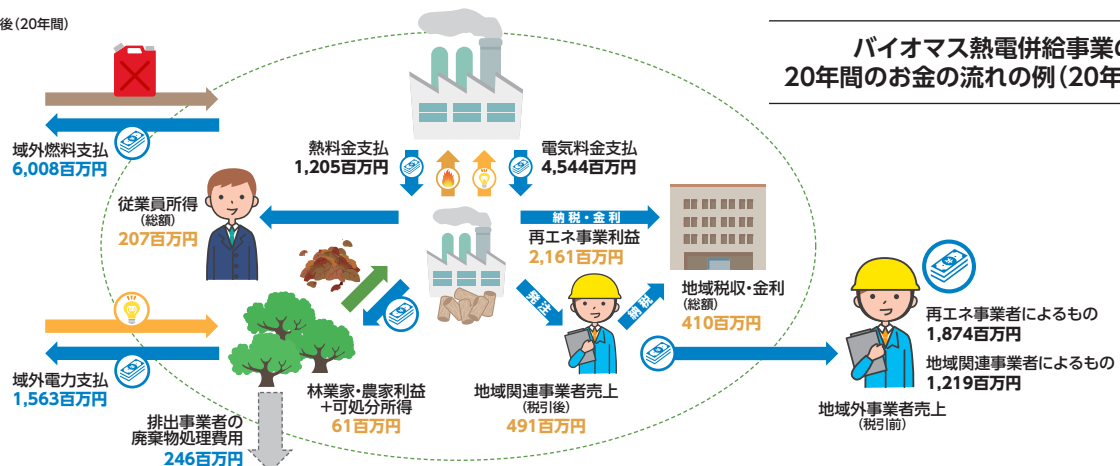 後(20年間)
バイオマス熱電併給事業の
20年間のお金の流れの例(20年
域外燃料支払
6,008百万円
熱料金支払
1,205百万円
電気料金支払
4,544百万円
従業員所得
(総額)
207百万円
納税・金利
再エネ事業利益
2,161百万円
発注
納税
地域税収・金利
(総額)
410百万円
再エネ事業者によるもの
1,874百万円
地域関連事業者によるもの
1,219百万円
域外電力支払
1,563百万円
林業家・農家利益
+可処分所得
61百万円
地域関連事業者売上
(税引後)
491百万円
地域外事業者売上
(税引前)
排出事業者の
廃棄物処理費用
246百万円